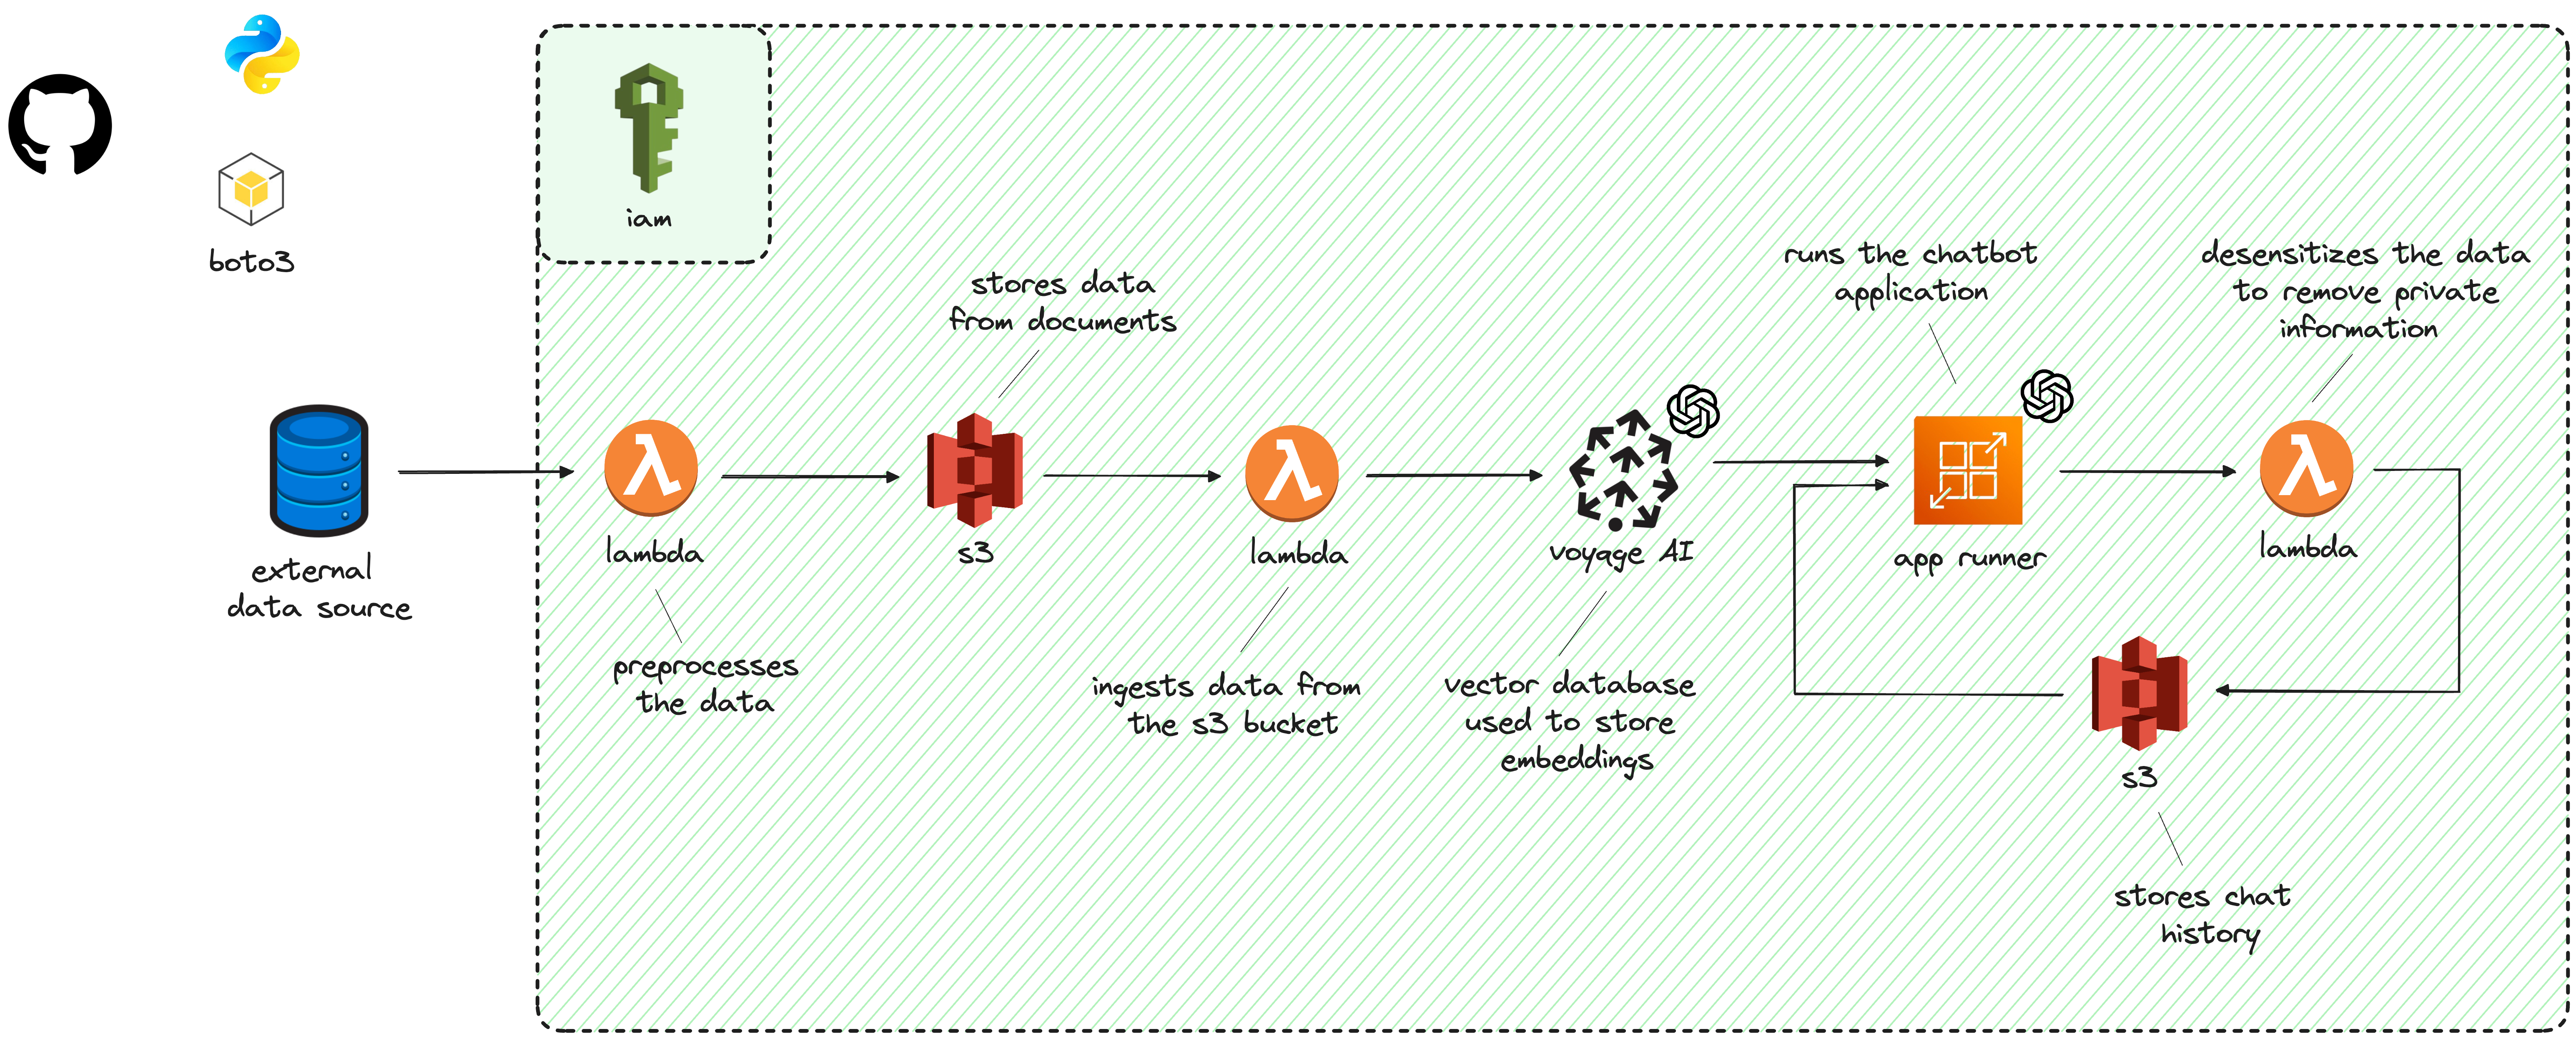 boto3
iam
stores data
from documents
runs the chatbot
application
desensitizes the data
to remove private
information
external
data source
lambda
s3
lambda
voyage AI
app runner
lambda
preprocesses
the data
ingests data from
the s3 bucket
vector database
used to store
embeddings
s3
stores chat
history